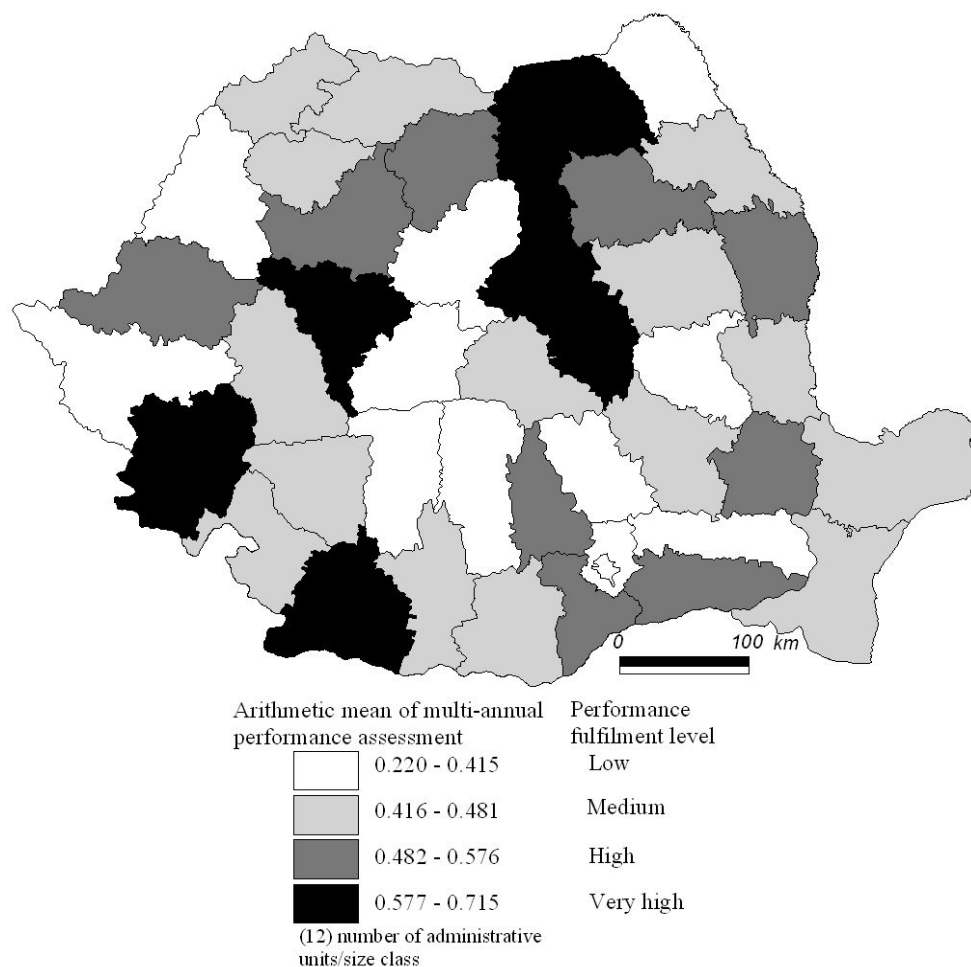 0 100 km
Arithmetic mean of multi-annual performance assessment
Performance fulfilment level
0.220 - 0.415 Low
0.416 - 0.481 Medium
0.482 - 0.576 High
0.577 - 0.715 Very high
(12) number of administrative
units/size class